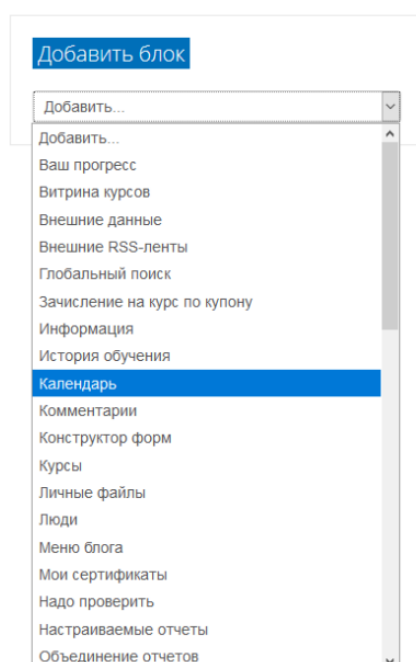 Добавить блок
Добавить...
Добавить...
Ваш прогресс
Витрина курсов
Внешние данные
Внешние RSS-ленты
Глобальный поиск
Зачисление на курс по купону
Информация
История обучения
Календарь
Комментарии
Конструктор форм
Курсы
Личные файлы
Люди
Меню блога
Мои сертификаты
Надо проверить
Настраиваемые отчеты
Объединение отчетов